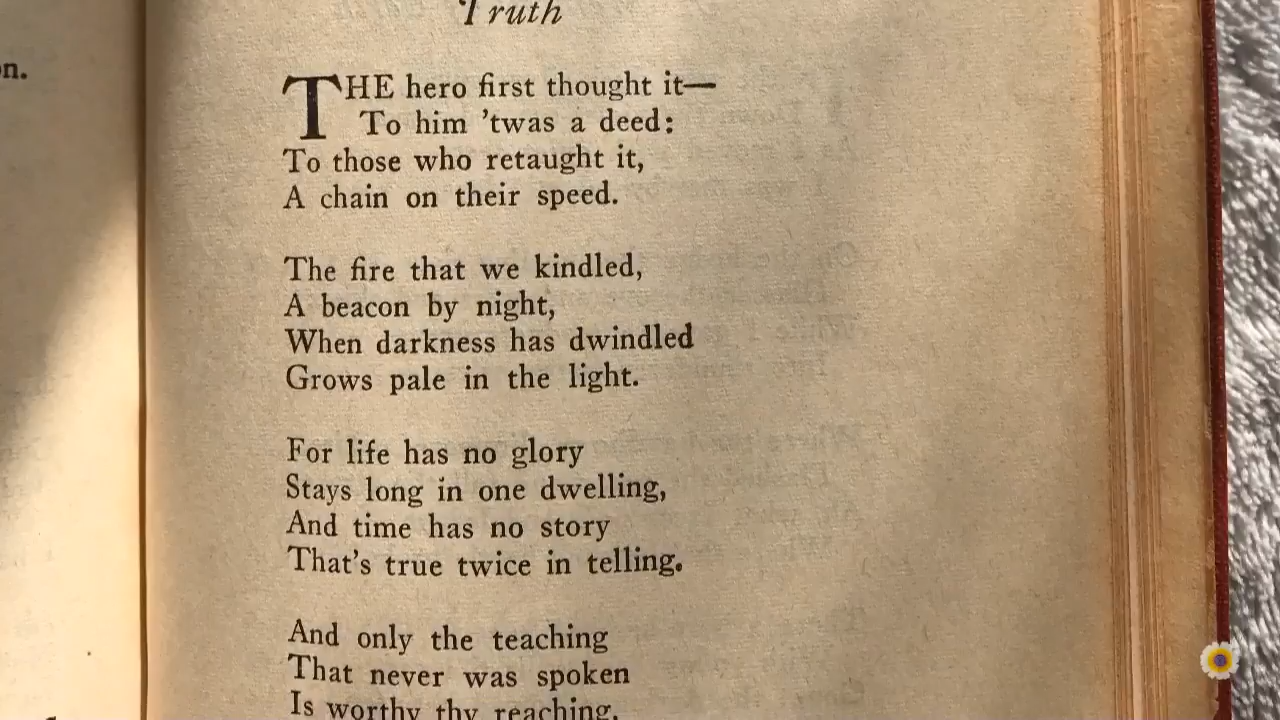 Truth
THE hero first thought it—
To him 'twas a deed:
To those who retaught it,
A chain on their speed.
The fire that we kindled,
A beacon by night,
When darkness has dwindled
Grows pale in the light.
For life has no glory
Stays long in one dwelling,
And time has no story
That's true twice in telling.
And only the teaching
That never was spoken
Is worthy thy reaching,